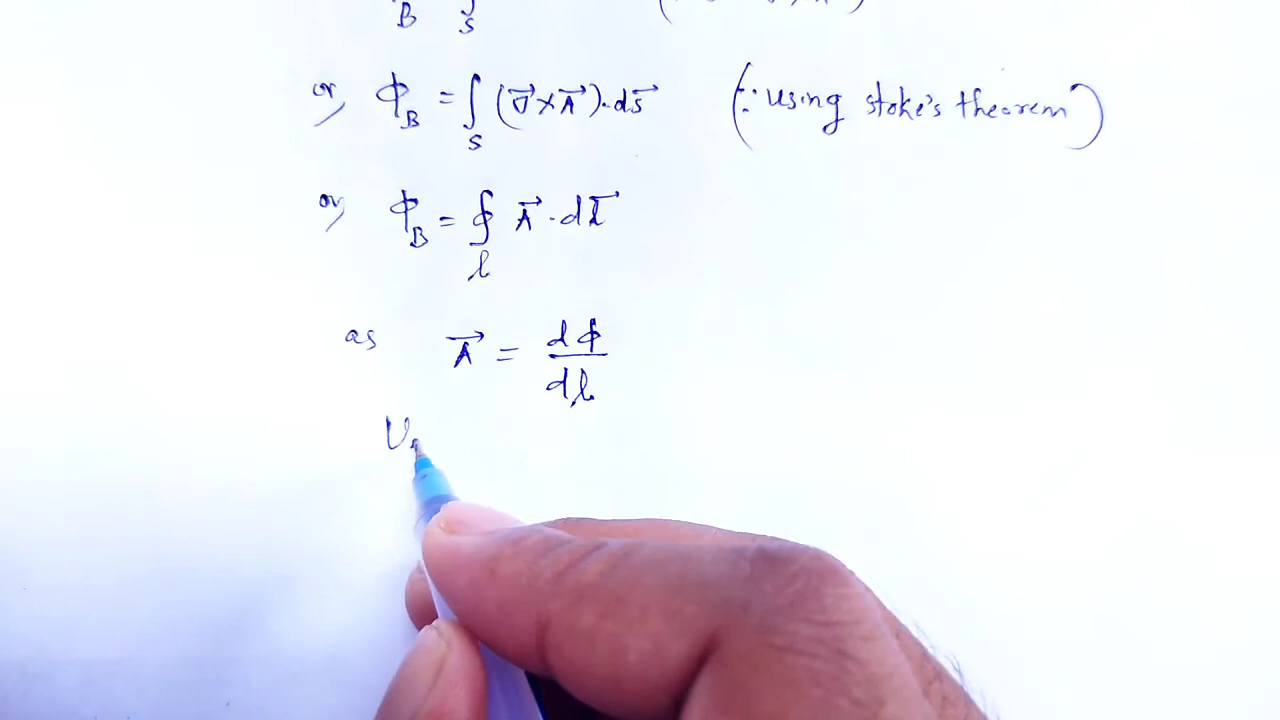 or, ϕ_B = ∫_S (∇⃗×A⃗)·ds⃗ (∵ using stoke's theorem)
or, ϕ_B = ∮_l A⃗·dl⃗
as A⃗ = dϕ/dl